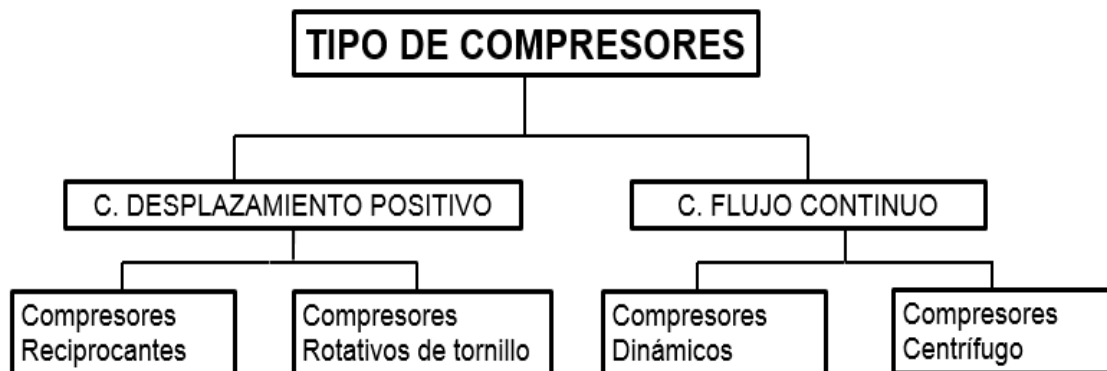 TIPO DE COMPRESORES
C. DESPLAZAMIENTO POSITIVO
C. FLUJO CONTINUO
Compresores
Reciprocantes
Compresores
Rotativos de tornillo
Compresores
Dinámicos
Compresores
Centrífugo